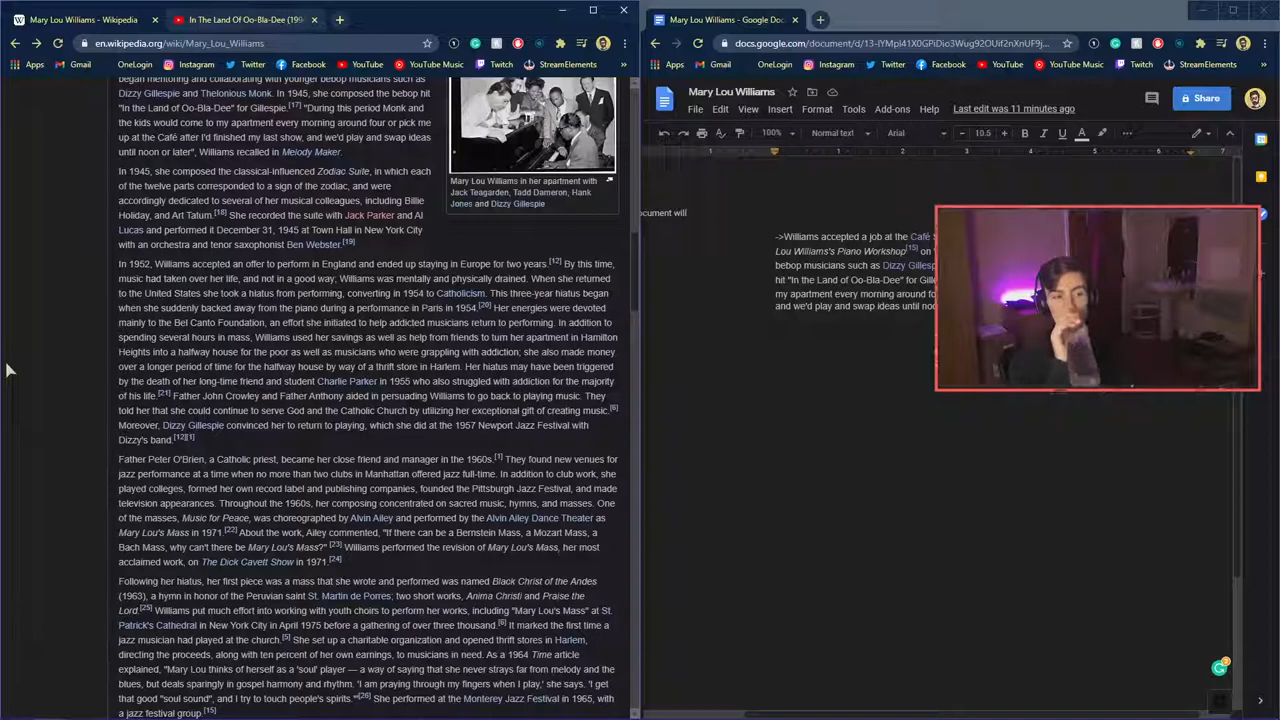 Mary Lou Williams - Wikipedia
In The Land Of Oo-Bla-Dee (199
en.wikipedia.org/wiki/Mary_Lou_Williams
Apps
Gmail
OneLogin
Instagram
Twitter
Facebook
YouTube
YouTube Music
Twitch
StreamElements
began mentoring and collaborating with younger bebop musicians such as
Dizzy Gillespie and Thelonious Monk. In 1945, she composed the bebop hit
"In the Land of Oo-Bla-Dee" for Gillespie.[17] "During this period Monk and
the kids would come to my apartment every morning around four or pick me
up at the Café after I'd finished my last show, and we'd play and swap ideas
until noon or later", Williams recalled in Melody Maker.
In 1945, she composed the classical-influenced Zodiac Suite, in which each
of the twelve parts corresponded to a sign of the zodiac, and were
accordingly dedicated to several of her musical colleagues, including Billie
Holiday, and Art Tatum.[18] She recorded the suite with Jack Parker and Al
Lucas and performed it December 31, 1945 at Town Hall in New York City
with an orchestra and tenor saxophonist Ben Webster.[19]
Mary Lou Williams in her apartment with
Jack Teagarden, Tadd Dameron, Hank
Jones and Dizzy Gillespie
In 1952, Williams accepted an offer to perform in England and ended up staying in Europe for two years.[12] By this time,
music had taken over her life, and not in a good way; Williams was mentally and physically drained. When she returned
to the United States she took a hiatus from performing, converting in 1954 to Catholicism. This three-year hiatus began
when she suddenly backed away from the piano during a performance in Paris in 1954.[20] Her energies were devoted
mainly to the Bel Canto Foundation, an effort she initiated to help addicted musicians return to performing. In addition to
spending several hours in mass, Williams used her savings as well as help from friends to turn her apartment in Hamilton
Heights into a halfway house for the poor as well as musicians who were grappling with addiction; she also made money
over a longer period of time for the halfway house by way of a thrift store in Harlem. Her hiatus may have been triggered
by the death of her long-time friend and student Charlie Parker in 1955 who also struggled with addiction for the majority
of his life.[21] Father John Crowley and Father Anthony aided in persuading Williams to go back to playing music. They
told her that she could continue to serve God and the Catholic Church by utilizing her exceptional gift of creating music.[6]
Moreover, Dizzy Gillespie convinced her to return to playing, which she did at the 1957 Newport Jazz Festival with
Dizzy's band.[12][1]
Father Peter O'Brien, a Catholic priest, became her close friend and manager in the 1960s.[1] They found new venues for
jazz performance at a time when no more than two clubs in Manhattan offered jazz full-time. In addition to club work, she
played colleges, formed her own record label and publishing companies, founded the Pittsburgh Jazz Festival, and made
television appearances. Throughout the 1960s, her composing concentrated on sacred music, hymns, and masses. One
of the masses, Music for Peace, was choreographed by Alvin Ailey and performed by the Alvin Ailey Dance Theater as
Mary Lou's Mass in 1971.[22] About the work, Ailey commented, "If there can be a Bernstein Mass, a Mozart Mass, a
Bach Mass, why can't there be Mary Lou's Mass?" [23] Williams performed the revision of Mary Lou's Mass, her most
acclaimed work, on The Dick Cavett Show in 1971.[24]
Following her hiatus, her first piece was a mass that she wrote and performed was named Black Christ of the Andes
(1963), a hymn in honor of the Peruvian saint St. Martin de Porres; two short works, Anima Christi and Praise the
Lord.[25] Williams put much effort into working with youth choirs to perform her works, including "Mary Lou's Mass" at St.
Patrick's Cathedral in New York City in April 1975 before a gathering of over three thousand.[6] It marked the first time a
jazz musician had played at the church.[5] She set up a charitable organization and opened thrift stores in Harlem,
directing the proceeds, along with ten percent of her own earnings, to musicians in need. As a 1964 Time article
explained, "Mary Lou thinks of herself as a 'soul' player — a way of saying that she never strays far from melody and the
blues, but deals sparingly in gospel harmony and rhythm. 'I am praying through my fingers when I play,' she says. 'I get
that good "soul sound", and I try to touch people's spirits.'"[26] She performed at the Monterey Jazz Festival in 1965, with
a jazz festival group.[15]
Mary Lou Williams - Google Doc
Apps
Gmail
OneLogin
Instagram
Twitter
Facebook
YouTube
YouTube Music
Twitch
StreamElements
Mary Lou Williams
Share
File Edit View Insert Format Tools Add-ons Help Last edit was 11 minutes ago
100% Normal text Arial 10.5
1 1 2 3 4 5 6 7
ocument will
->Williams accepted a job at the Café
Lou Williams's Piano Workshop[15] on
bebop musicians such as Dizzy Gillesp
hit "In the Land of Oo-Bla-Dee" for Gille
my apartment every morning around fo
and we'd play and swap ideas until noo